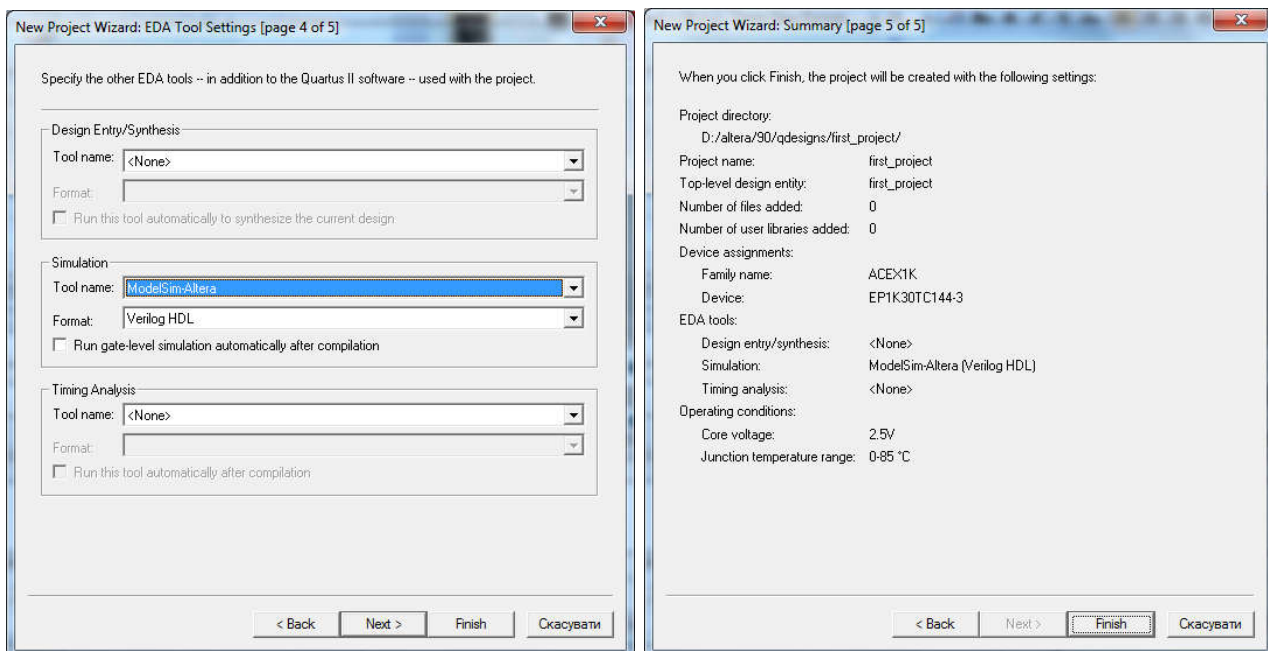 New Project Wizard: EDA Tool Settings [page 4 of 5]
Specify the other EDA tools -- in addition to the Quartus II software -- used with the project.
Design Entry/Synthesis
Tool name: <None>
Format:
Run this tool automatically to synthesize the current design
Simulation
Tool name: ModelSim-Altera
Format: Verilog HDL
Run gate-level simulation automatically after compilation
Timing Analysis
Tool name: <None>
Format:
Run this tool automatically after compilation
< Back Next > Finish Скасувати
New Project Wizard: Summary [page 5 of 5]
When you click Finish, the project will be created with the following settings:
Project directory:
D:/altera/90/qdesigns/first_project/
Project name: first_project
Top-level design entity: first_project
Number of files added: 0
Number of user libraries added: 0
Device assignments:
Family name: ACEX1K
Device: EP1K30TC144-3
EDA tools:
Design entry/synthesis: <None>
Simulation: ModelSim-Altera (Verilog HDL)
Timing analysis: <None>
Operating conditions:
Core voltage: 2.5V
Junction temperature range: 0-85 °C
< Back Next > Finish Скасувати